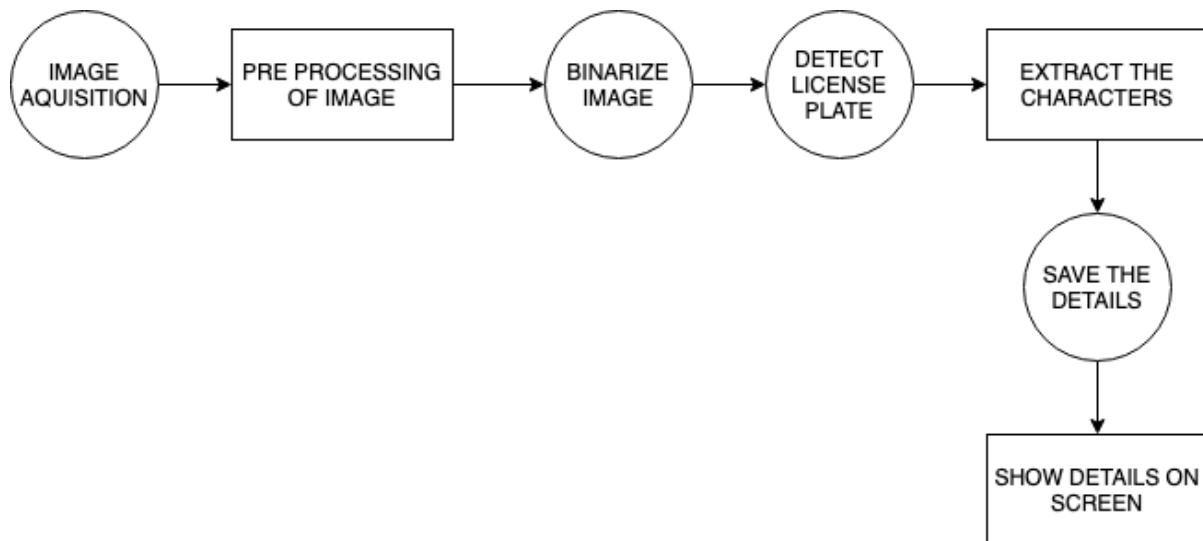 IMAGE
AQUISITION
PRE PROCESSING
OF IMAGE
BINARIZE
IMAGE
DETECT
LICENSE
PLATE
EXTRACT THE
CHARACTERS
SAVE THE
DETAILS
SHOW DETAILS ON
SCREEN